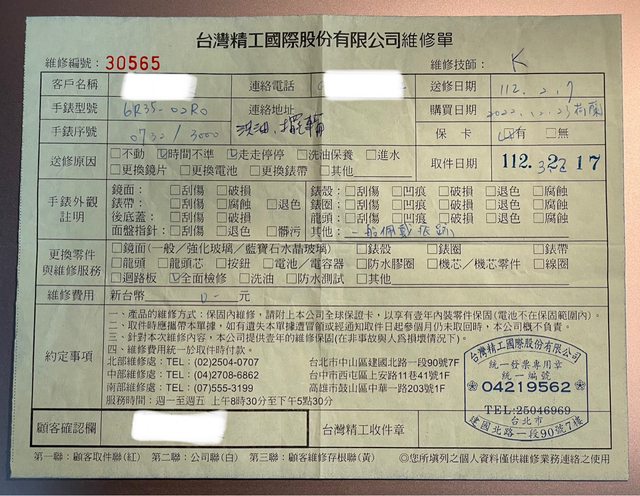 台灣精工國際股份有限公司維修單
維修編號：30565 維修技師：K
客戶名稱 連絡電話 送修日期 112. 2. 7
手錶型號 6R35-02R0 連絡地址 購買日期 2022.12.23
手錶序號 洗油、擺輪 保 卡 ☑有 □無
送修原因 □不動 ☑時間不準 ☑走走停停 □洗油保養 □進水 取件日期 112. 17
□更換鏡片 □更換電池 □更換錶帶 □其他
手錶外觀說明
鏡面：□刮傷 □破損 錶殼：□刮傷 □凹痕 □破損 □退色 □腐蝕
錶帶：□刮傷 □腐蝕 □退色 錶圈：□刮傷 □凹痕 □破損 □退色 □腐蝕
後底蓋：□刮傷 □破損 龍頭：□刮傷 □凹痕 □破損 □退色 □腐蝕
面盤指針：□刮傷 □退色 □髒污 其他：一般佩戴痕跡
更換零件與維修服務
□鏡面(一般／強化玻璃／藍寶石水晶玻璃) □錶殼 □錶圈 □錶帶
□龍頭 □龍頭芯 □按鈕 □電池／電容器 □防水膠圈 □機芯／機芯零件 □線圈
□迴路板 ☑全面檢修 □洗油 □防水測試 □其他
維修費用 新台幣 0- 元
約定事項
一、產品的維修方式：保固內維修，請附上本公司全球保證卡，以享有壹年內裝零件保固(電池不在保固範圍內)。
二、取件時應攜帶本單據，如有遺失本單據遭冒領或經通知取件日起參個月仍未取回時，本公司概不負責。
三、針對本次維修內容，本公司提供壹年的維修保固(在非事故與人為損壞情況下)。
四、維修費用統一於取件時付款。
北部維修處：TEL：(02)2504-0707 台北市中山區建國北路一段90號7F
中部維修處：TEL：(04)2708-6862 台中市西屯區上安路11巷41號1F
南部維修處：TEL：(07)555-3199 高雄市鼓山區中華一路203號1F
服務時間：週一至週五 上午8時30分至下午5點30分
台灣精工國際股份有限公司
統一發票專用章
統一編號
04219562
TEL:25046969
台北市
建國北路一段90號7樓
顧客確認欄 台灣精工收件章
第一聯：顧客取件聯(紅) 第二聯：公司聯(白) 第三聯：顧客維修存根聯(黃) ◎您所填列之個人資料僅供維修業務連絡之使用